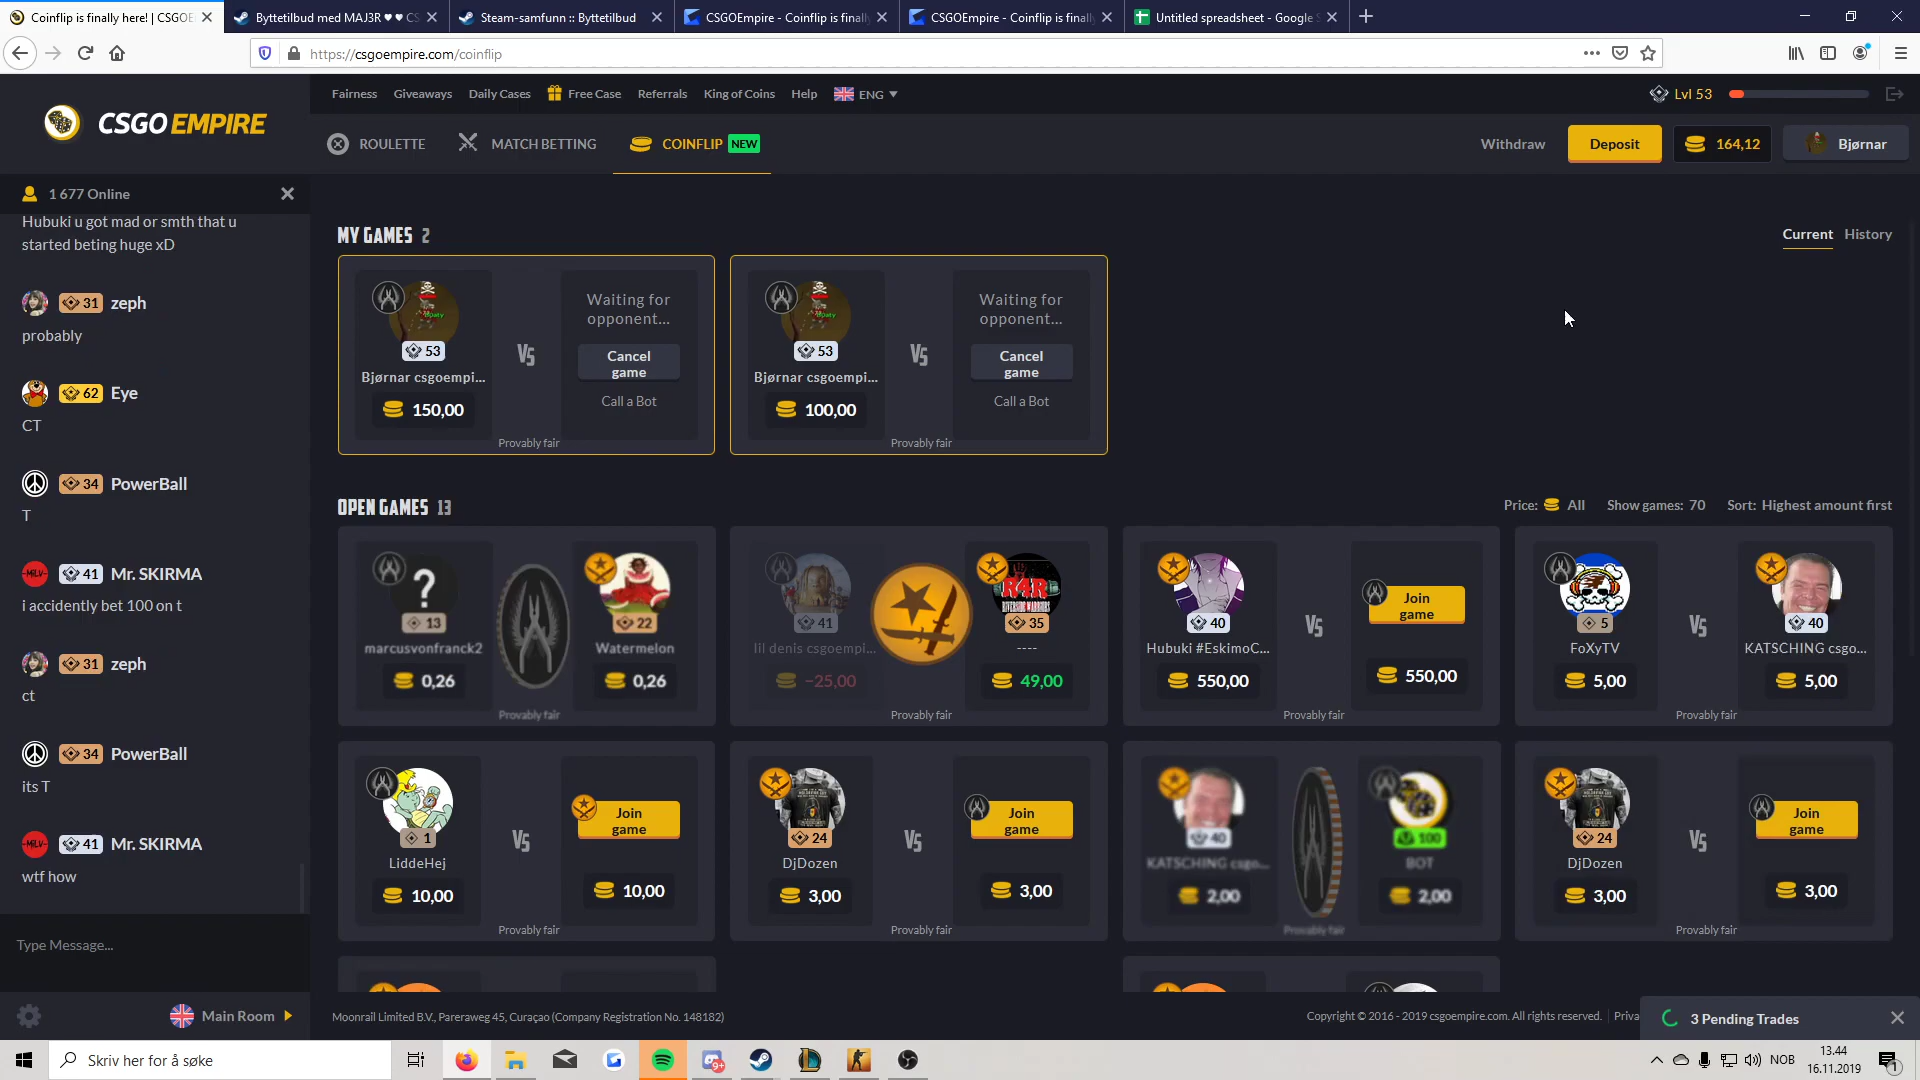 Coinflip is finally here! | CSGOE
Byttetilbud med MAJ3R ♥ ♥ CS
Steam-samfunn :: Byttetilbud
CSGOEmpire - Coinflip is finall
CSGOEmpire - Coinflip is finall
Untitled spreadsheet - Google S
https://csgoempire.com/coinflip
CSGOEMPIRE
Fairness
Giveaways
Daily Cases
Free Case
Referrals
King of Coins
Help
ENG
Lvl 53
ROULETTE
MATCH BETTING
COINFLIP NEW
Withdraw
Deposit
164,12
Bjørnar
1 677 Online
Hubuki u got mad or smth that u
started beting huge xD
31 zeph
probably
62 Eye
CT
34 PowerBall
T
41 Mr. SKIRMA
i accidently bet 100 on t
31 zeph
ct
34 PowerBall
its T
41 Mr. SKIRMA
wtf how
Type Message...
Main Room
MY GAMES 2
Current History
53
Bjørnar csgoempi...
150,00
VS
Waiting for
opponent...
Cancel
game
Call a Bot
Provably fair
53
Bjørnar csgoempi...
100,00
VS
Waiting for
opponent...
Cancel
game
Call a Bot
Provably fair
OPEN GAMES 13
Price: All
Show games: 70
Sort: Highest amount first
13
marcusvonfranck2
0,26
22
Watermelon
0,26
Provably fair
41
lil denis csgoempi...
−25,00
R4R
35
----
49,00
Provably fair
40
Hubuki #EskimoC...
550,00
VS
Join
game
550,00
Provably fair
5
FoXyTV
5,00
VS
40
KATSCHING csgo...
5,00
Provably fair
1
LiddeHej
10,00
VS
Join
game
10,00
Provably fair
24
DjDozen
3,00
VS
Join
game
3,00
Provably fair
40
KATSCHING csgo...
2,00
100
BOT
2,00
Provably fair
24
DjDozen
3,00
VS
Join
game
3,00
Provably fair
Moonrail Limited B.V., Pareraweg 45, Curaçao (Company Registration No. 148182)
Copyright © 2016 - 2019 csgoempire.com. All rights reserved.
Priva
3 Pending Trades
Skriv her for å søke
9+
NOB
13.44
16.11.2019
1